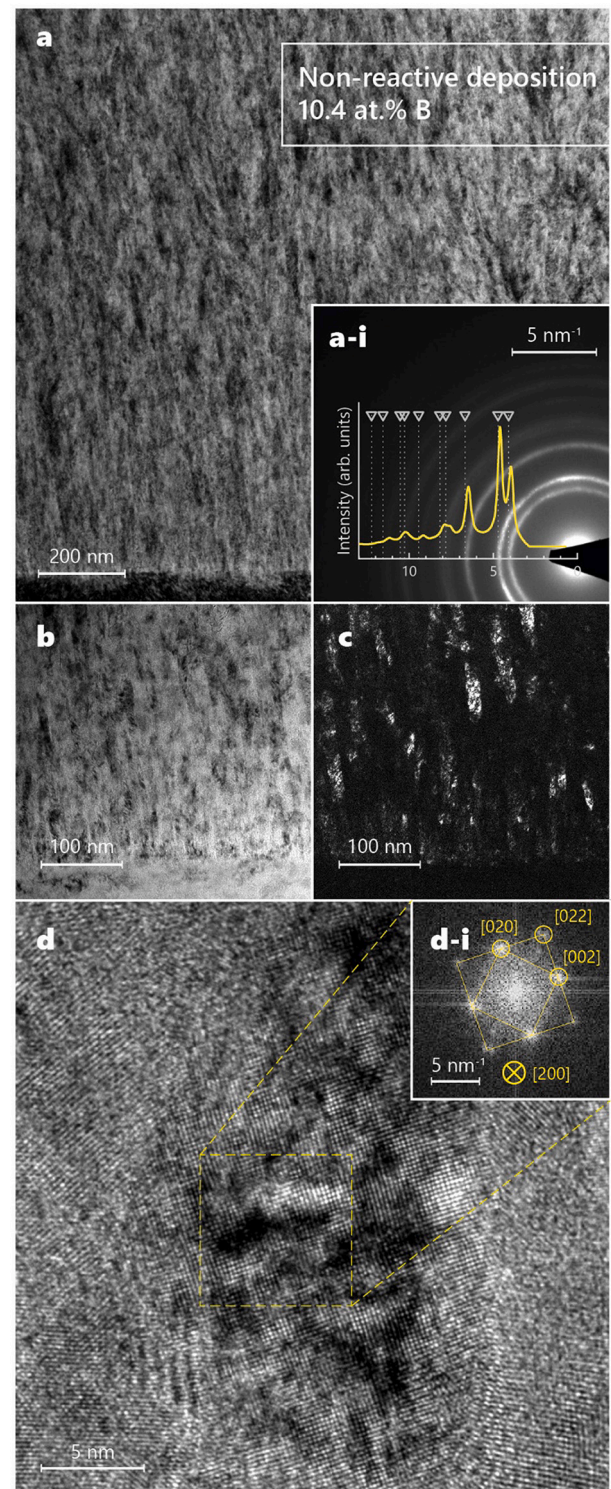 a
Non-reactive deposition
10.4 at.% B
a-i
5 nm⁻¹
Intensity (arb. units)
10
5
0
200 nm
b
100 nm
c
100 nm
d
d-i
[020]
[022]
[002]
5 nm⁻¹
[200]
5 nm